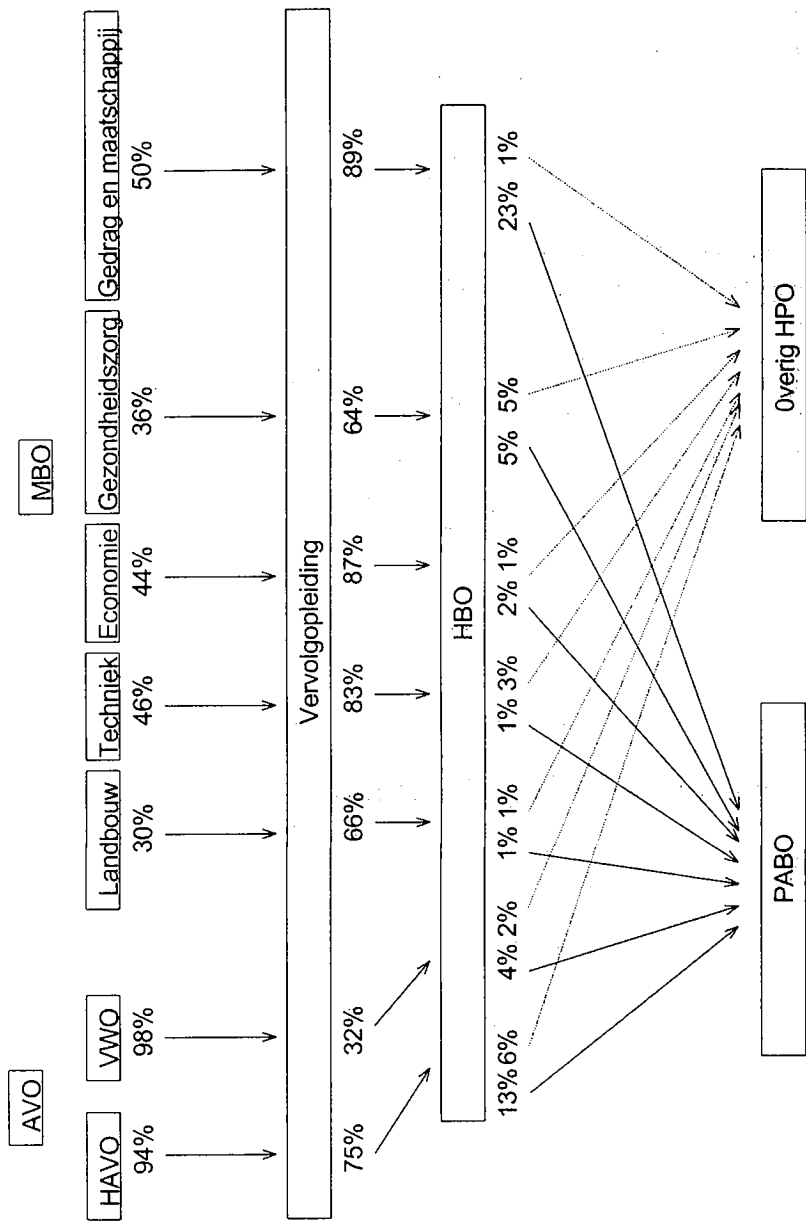 AVO MBO
HAVO VWO Landbouw Techniek Economie Gezondheidszorg Gedrag en maatschappij
94% 98% 30% 46% 44% 36% 50%
Vervolgopleiding
75% 32% 66% 83% 87% 64% 89%
HBO
13% 6% 4% 2% 1% 1% 1% 3% 2% 1% 5% 5% 23% 1%
PABO 0verig HPO